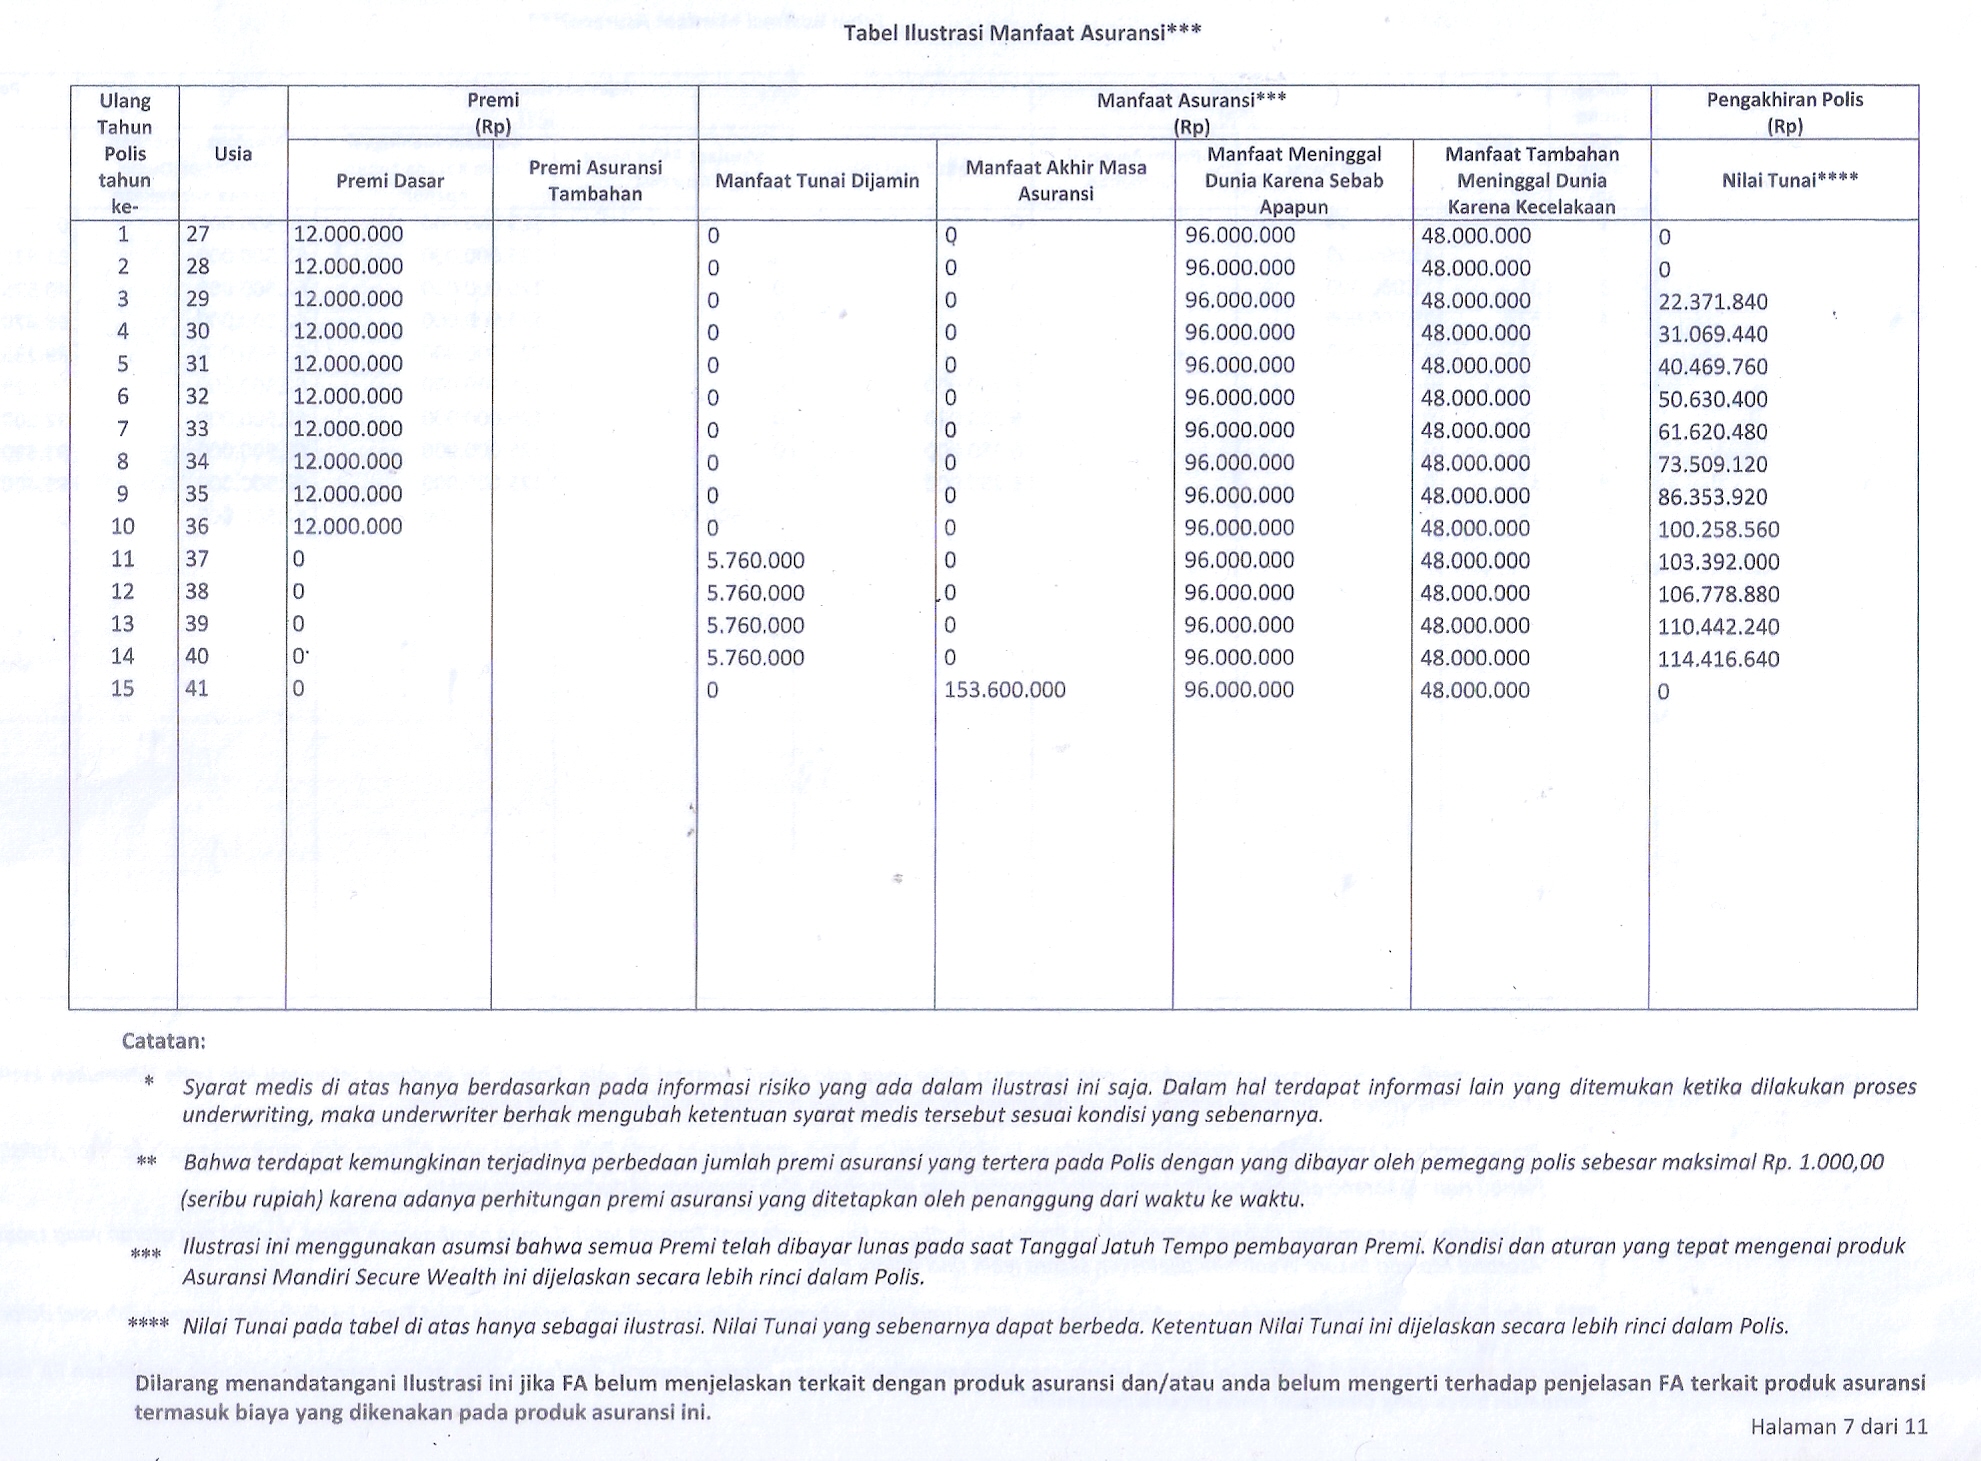 Tabel Ilustrasi Manfaat Asuransi***
Ulang Tahun Polis tahun ke- Usia Premi (Rp) Manfaat Asuransi*** (Rp) Pengakhiran Polis (Rp)
Premi Dasar Premi Asuransi Tambahan Manfaat Tunai Dijamin Manfaat Akhir Masa Asuransi Manfaat Meninggal Dunia Karena Sebab Apapun Manfaat Tambahan Meninggal Dunia Karena Kecelakaan Nilai Tunai****
1 27 12.000.000 0 0 96.000.000 48.000.000 0
2 28 12.000.000 0 0 96.000.000 48.000.000 0
3 29 12.000.000 0 0 96.000.000 48.000.000 22.371.840
4 30 12.000.000 0 0 96.000.000 48.000.000 31.069.440
5 31 12.000.000 0 0 96.000.000 48.000.000 40.469.760
6 32 12.000.000 0 0 96.000.000 48.000.000 50.630.400
7 33 12.000.000 0 0 96.000.000 48.000.000 61.620.480
8 34 12.000.000 0 0 96.000.000 48.000.000 73.509.120
9 35 12.000.000 0 0 96.000.000 48.000.000 86.353.920
10 36 12.000.000 0 0 96.000.000 48.000.000 100.258.560
11 37 0 5.760.000 0 96.000.000 48.000.000 103.392.000
12 38 0 5.760.000 0 96.000.000 48.000.000 106.778.880
13 39 0 5.760.000 0 96.000.000 48.000.000 110.442.240
14 40 0 5.760.000 0 96.000.000 48.000.000 114.416.640
15 41 0 0 153.600.000 96.000.000 48.000.000 0
Catatan:
* Syarat medis di atas hanya berdasarkan pada informasi risiko yang ada dalam ilustrasi ini saja. Dalam hal terdapat informasi lain yang ditemukan ketika dilakukan proses
underwriting, maka underwriter berhak mengubah ketentuan syarat medis tersebut sesuai kondisi yang sebenarnya.
** Bahwa terdapat kemungkinan terjadinya perbedaan jumlah premi asuransi yang tertera pada Polis dengan yang dibayar oleh pemegang polis sebesar maksimal Rp. 1.000,00
(seribu rupiah) karena adanya perhitungan premi asuransi yang ditetapkan oleh penanggung dari waktu ke waktu.
*** Ilustrasi ini menggunakan asumsi bahwa semua Premi telah dibayar lunas pada saat Tanggal Jatuh Tempo pembayaran Premi. Kondisi dan aturan yang tepat mengenai produk
Asuransi Mandiri Secure Wealth ini dijelaskan secara lebih rinci dalam Polis.
**** Nilai Tunai pada tabel di atas hanya sebagai ilustrasi. Nilai Tunai yang sebenarnya dapat berbeda. Ketentuan Nilai Tunai ini dijelaskan secara lebih rinci dalam Polis.
Dilarang menandatangani Ilustrasi ini jika FA belum menjelaskan terkait dengan produk asuransi dan/atau anda belum mengerti terhadap penjelasan FA terkait produk asuransi
termasuk biaya yang dikenakan pada produk asuransi ini.
Halaman 7 dari 11